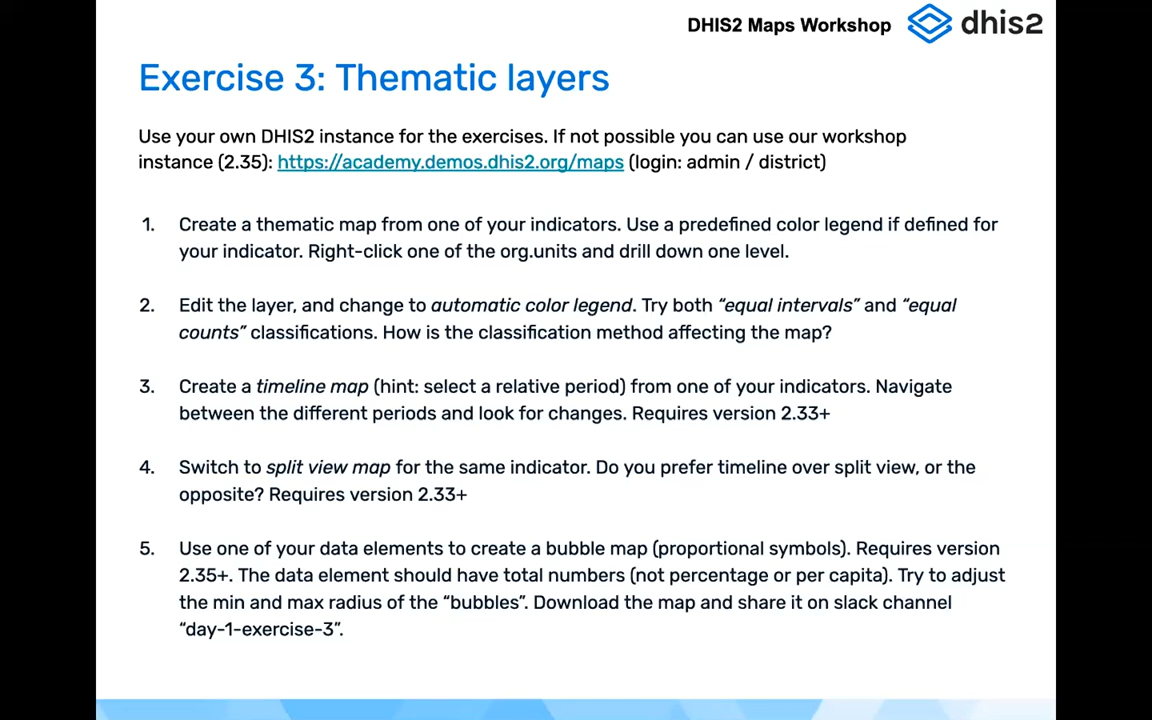 DHIS2 Maps Workshop
dhis2
Exercise 3: Thematic layers
Use your own DHIS2 instance for the exercises. If not possible you can use our workshop
instance (2.35): https://academy.demos.dhis2.org/maps (login: admin / district)
1. Create a thematic map from one of your indicators. Use a predefined color legend if defined for
your indicator. Right-click one of the org.units and drill down one level.
2. Edit the layer, and change to automatic color legend. Try both “equal intervals” and “equal
counts” classifications. How is the classification method affecting the map?
3. Create a timeline map (hint: select a relative period) from one of your indicators. Navigate
between the different periods and look for changes. Requires version 2.33+
4. Switch to split view map for the same indicator. Do you prefer timeline over split view, or the
opposite? Requires version 2.33+
5. Use one of your data elements to create a bubble map (proportional symbols). Requires version
2.35+. The data element should have total numbers (not percentage or per capita). Try to adjust
the min and max radius of the “bubbles”. Download the map and share it on slack channel
“day-1-exercise-3”.